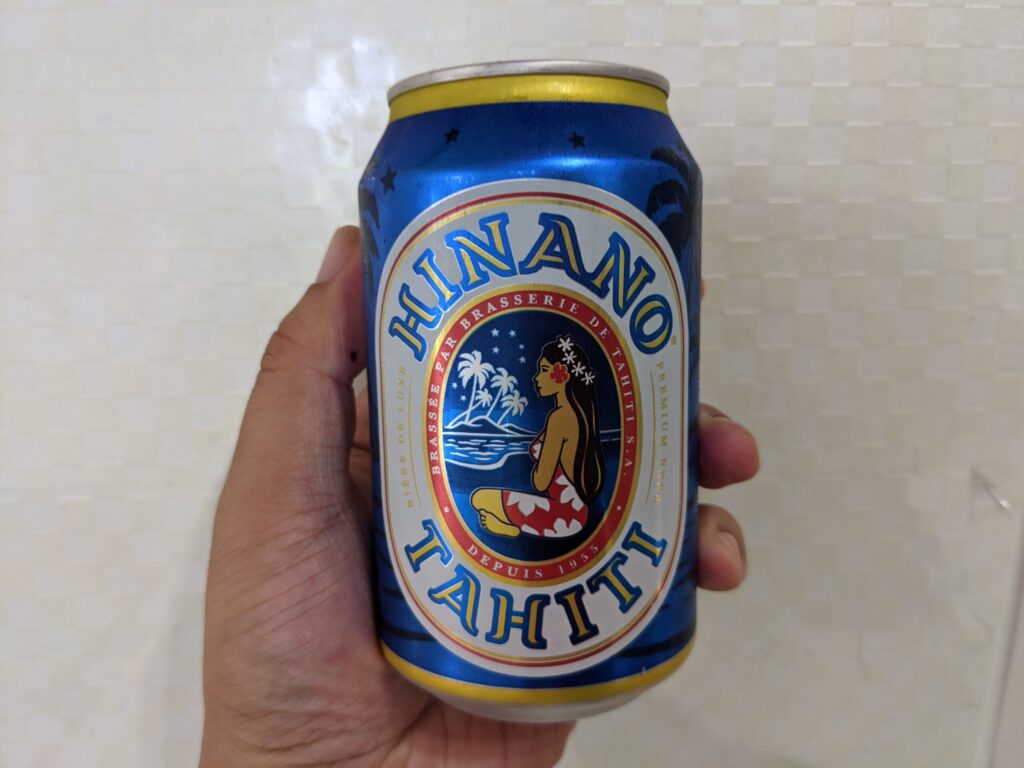 HINANO
BRASSÉE PAR BRASSERIE DE TAHITI S.A.
BIÈRE DE LUXE
PREMIUM BEER
DEPUIS 1955
TAHITI